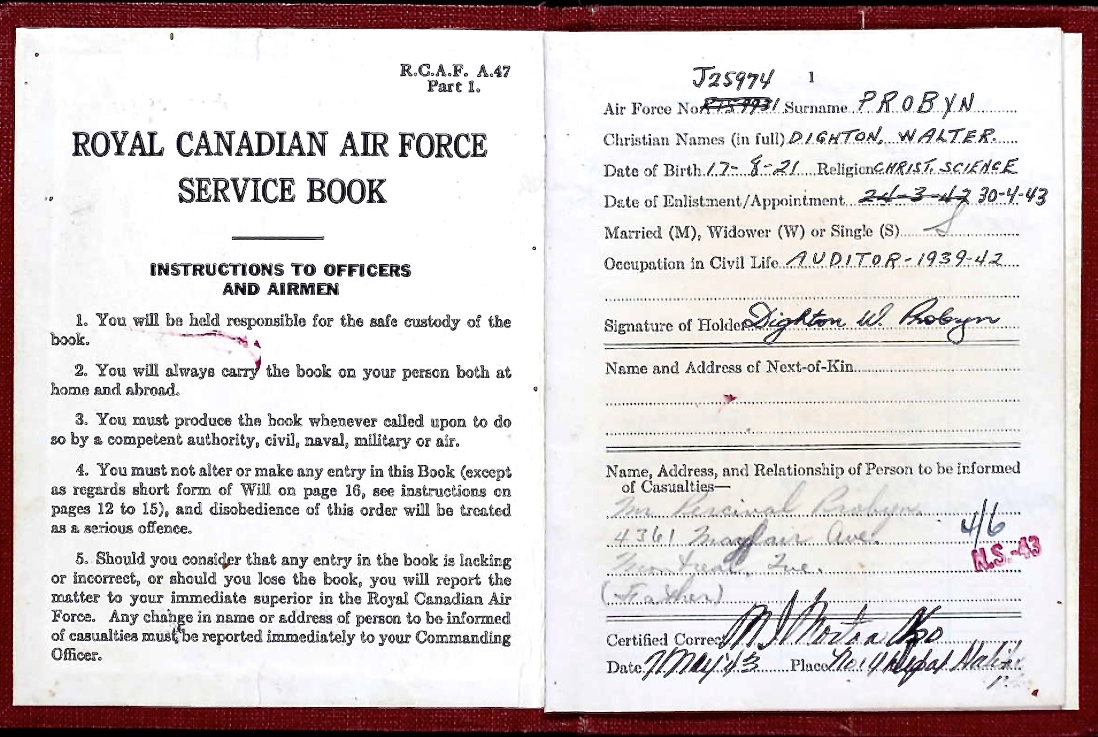 R.C.A.F. A.47
Part 1.
ROYAL CANADIAN AIR FORCE
SERVICE BOOK
INSTRUCTIONS TO OFFICERS
AND AIRMEN
1. You will be held responsible for the safe custody of the
book.
2. You will always carry the book on your person both at
home and abroad.
3. You must produce the book whenever called upon to do
so by a competent authority, civil, naval, military or air.
4. You must not alter or make any entry in this Book (except
as regards short form of Will on page 16, see instructions on
pages 12 to 15), and disobedience of this order will be treated
as a serious offence.
5. Should you consider that any entry in the book is lacking
or incorrect, or should you lose the book, you will report the
matter to your immediate superior in the Royal Canadian Air
Force. Any change in name or address of person to be informed
of casualties must be reported immediately to your Commanding
Officer.
J25974 1
Air Force No. Surname PROBYN
Christian Names (in full) DIGHTON, WALTER.
Date of Birth 17-8-21 Religion CHRIST. SCIENCE
Date of Enlistment/Appointment 24-3-42 30-4-43
Married (M), Widower (W) or Single (S) S
Occupation in Civil Life AUDITOR-1939-42
Signature of Holder Dighton W. Probyn
Name and Address of Next-of-Kin
Name, Address, and Relationship of Person to be informed
of Casualties—
Mr Percival Probyn
4361 Mayfair Ave. 4/6
Montreal, Que. N.S.-43
(Father)
Certified Correct
Date 7 May/43 Place No 1